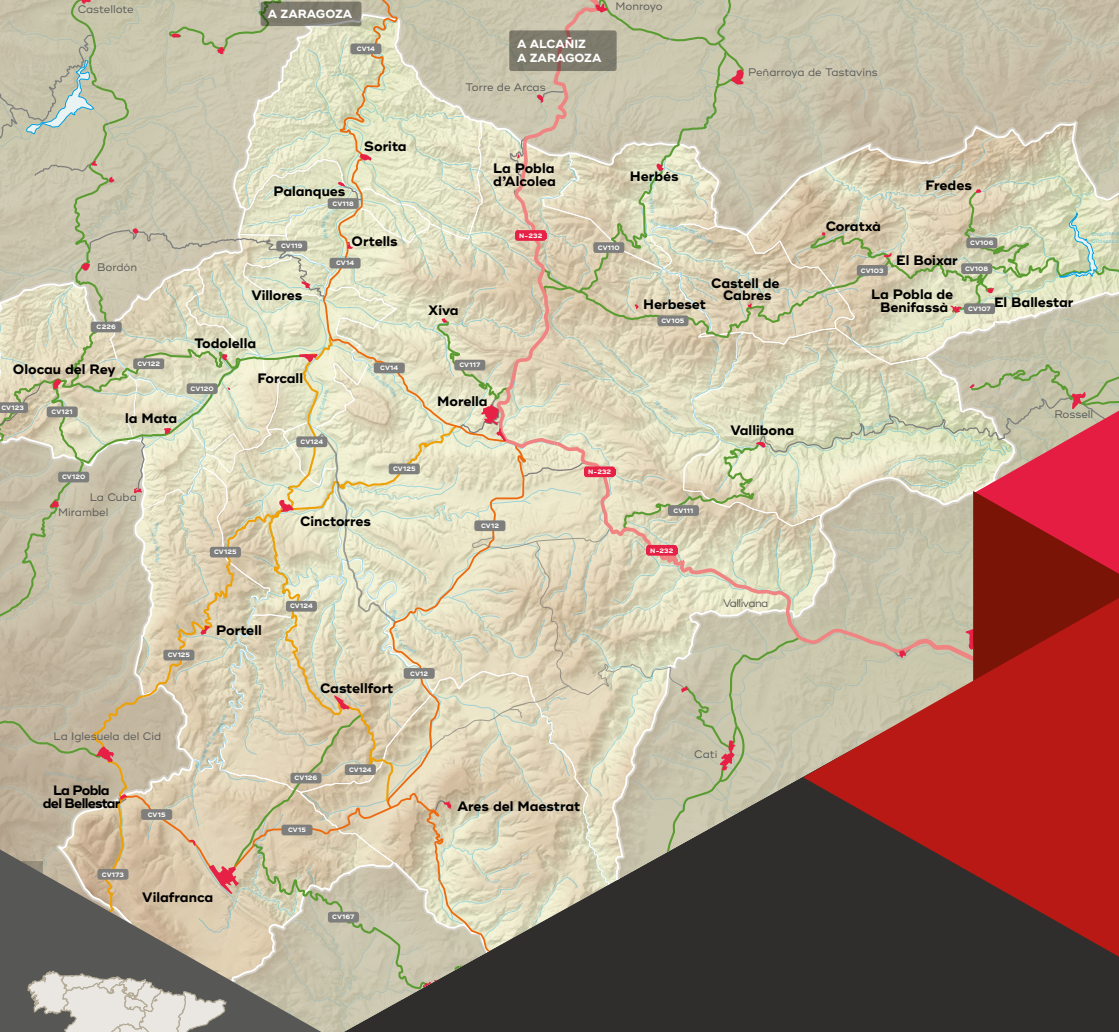 Castellote
A ZARAGOZA
Monroyo
CV14
A ALCAÑIZ
A ZARAGOZA
Peñarroya de Tastavins
Torre de Arcas
Sorita
La Pobla
d'Alcolea
Herbés
Palanques
CV118
Fredes
Coratxà
N-232
Ortells
CV119
CV110
CV106
CV14
El Boixar
CV103
CV108
Bordón
Villores
Castell de
Cabres
La Pobla de
Benifassà
CV107
El Ballestar
Herbeset
CV105
Xiva
C226
Todolella
CV122
CV14
CV117
Olocau del Rey
Forcall
CV120
CV123
CV121
Morella
Rossell
la Mata
Vallibona
CV124
CV125
N-232
CV120
La Cuba
Mirambel
CV111
Cinctorres
CV12
CV125
N-232
CV124
Vallivana
Portell
CV125
CV12
Castellfort
La Iglesuela del Cid
Catí
CV124
CV126
La Pobla
del Bellestar
Ares del Maestrat
CV15
CV15
CV173
Vilafranca
CV167